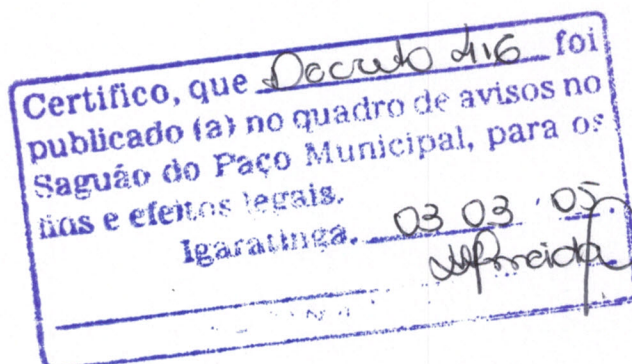 Certifico, que Decreto 416 foi
publicado (a) no quadro de avisos no
Saguão do Paço Municipal, para os
fins e efeitos legais.
Igaratinga, 03 03 05